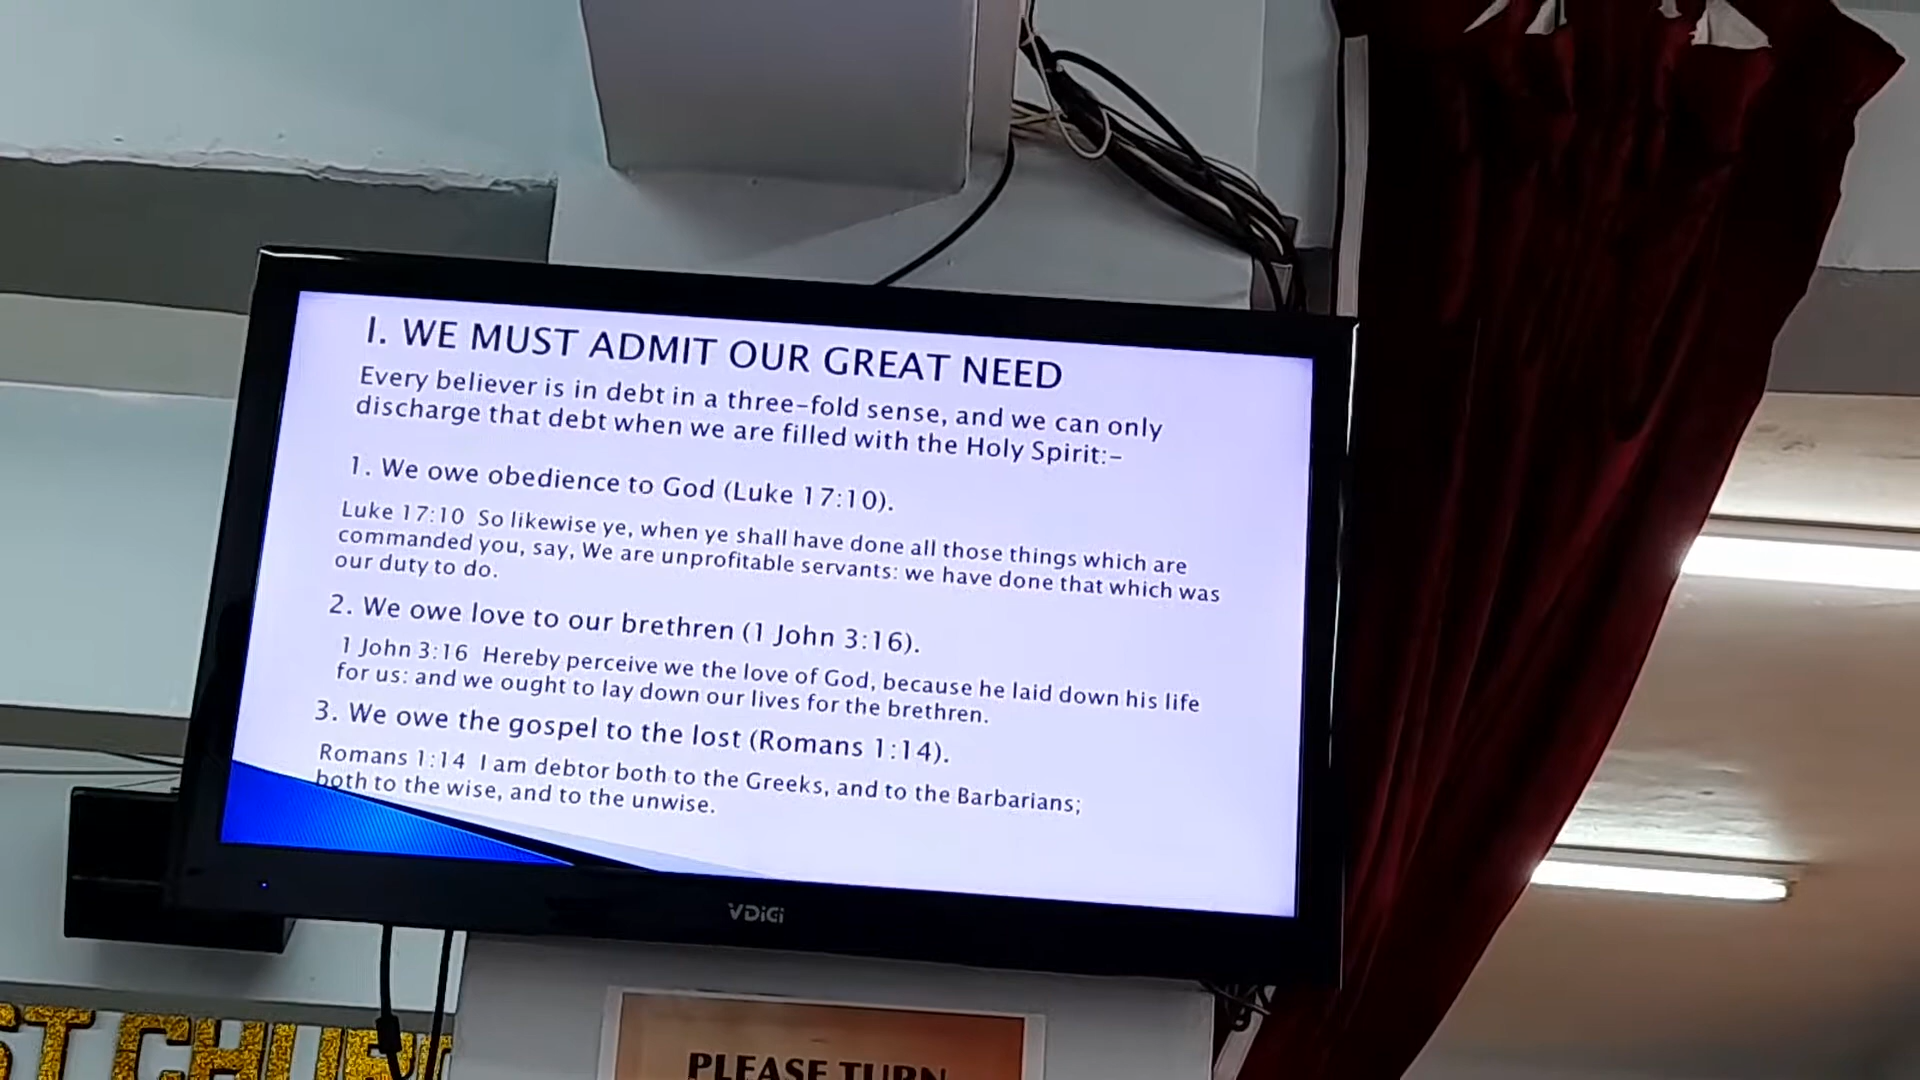 I. WE MUST ADMIT OUR GREAT NEED
Every believer is in debt in a three-fold sense, and we can only
discharge that debt when we are filled with the Holy Spirit:-
1. We owe obedience to God (Luke 17:10).
Luke 17:10 So likewise ye, when ye shall have done all those things which are
commanded you, say, We are unprofitable servants: we have done that which was
our duty to do.
2. We owe love to our brethren (1 John 3:16).
1 John 3:16 Hereby perceive we the love of God, because he laid down his life
for us: and we ought to lay down our lives for the brethren.
3. We owe the gospel to the lost (Romans 1:14).
Romans 1:14 I am debtor both to the Greeks, and to the Barbarians;
both to the wise, and to the unwise.
VDiGi
PLEASE TURN